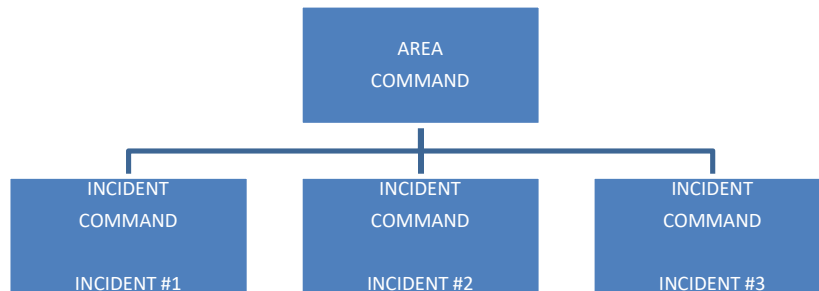 AREA
COMMAND
INCIDENT
COMMAND
INCIDENT #1
INCIDENT
COMMAND
INCIDENT #2
INCIDENT
COMMAND
INCIDENT #3